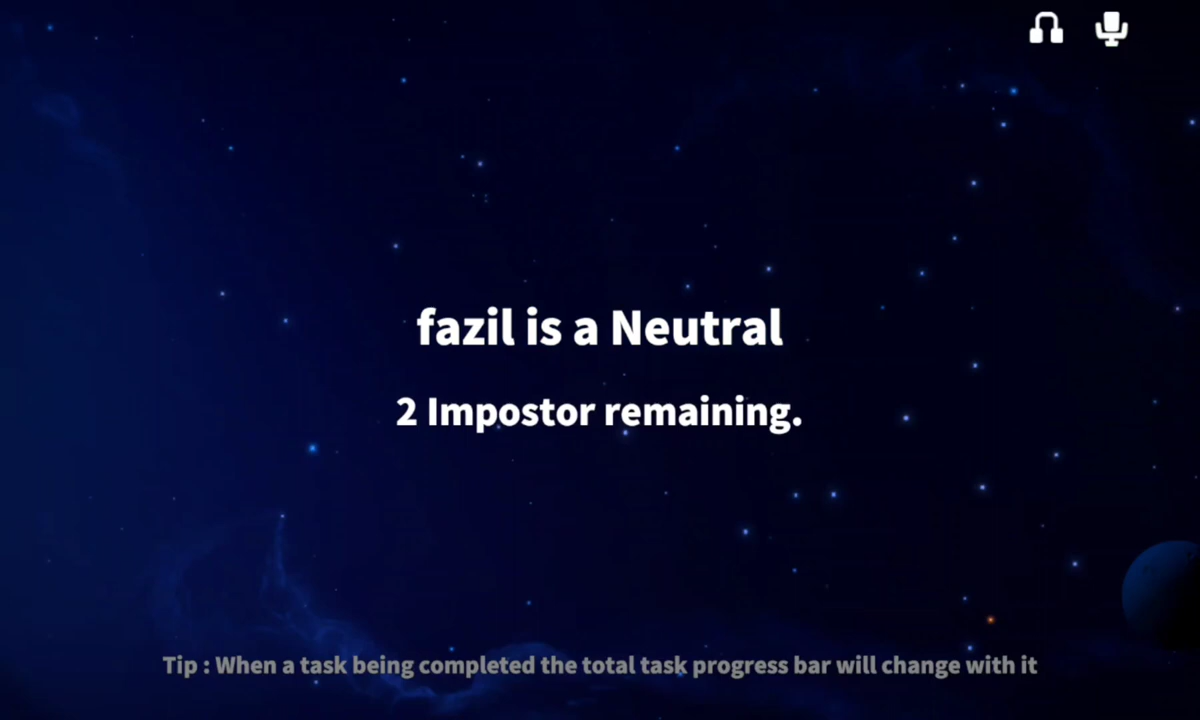 fazil is a Neutral
2 Impostor remaining.
Tip : When a task being completed the total task progress bar will change with it